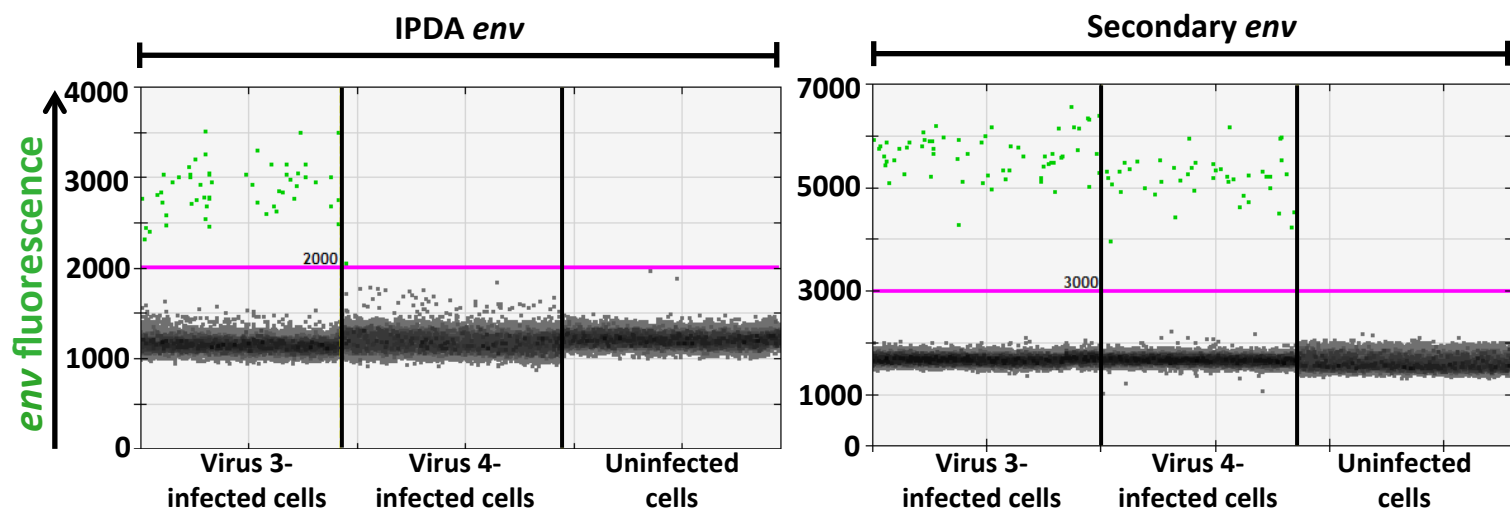 IPDA env
Secondary env
env fluorescence
4000
3000
2000
1000
0
2000
Virus 3-
infected cells
Virus 4-
infected cells
Uninfected
cells
7000
5000
3000
1000
0
3000
Virus 3-
infected cells
Virus 4-
infected cells
Uninfected
cells